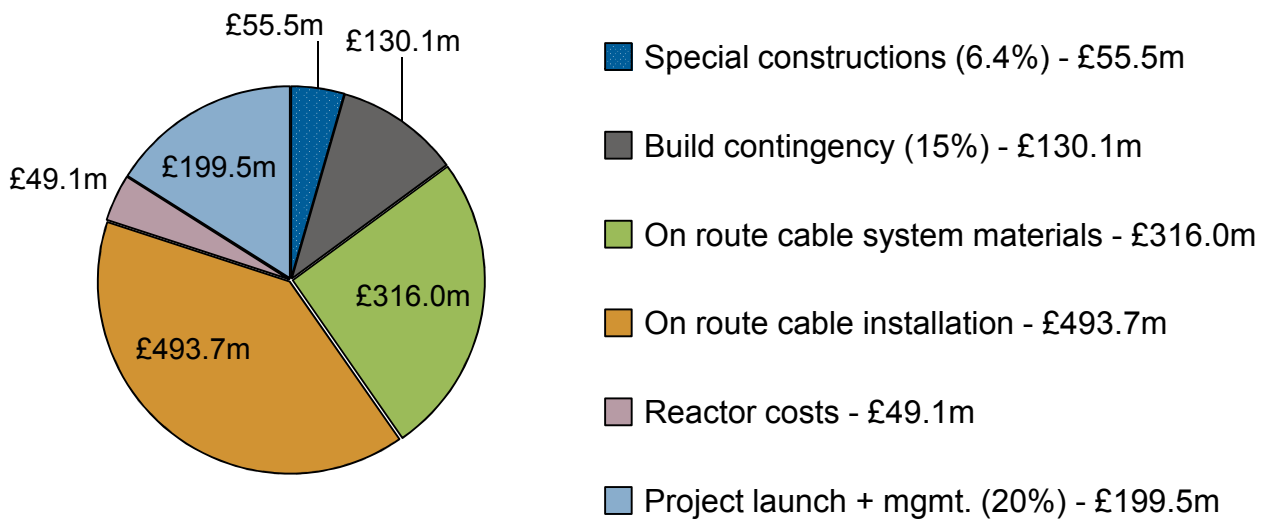 £55.5m
£130.1m
£199.5m
£49.1m
£316.0m
£493.7m
Special constructions (6.4%) - £55.5m
Build contingency (15%) - £130.1m
On route cable system materials - £316.0m
On route cable installation - £493.7m
Reactor costs - £49.1m
Project launch + mgmt. (20%) - £199.5m